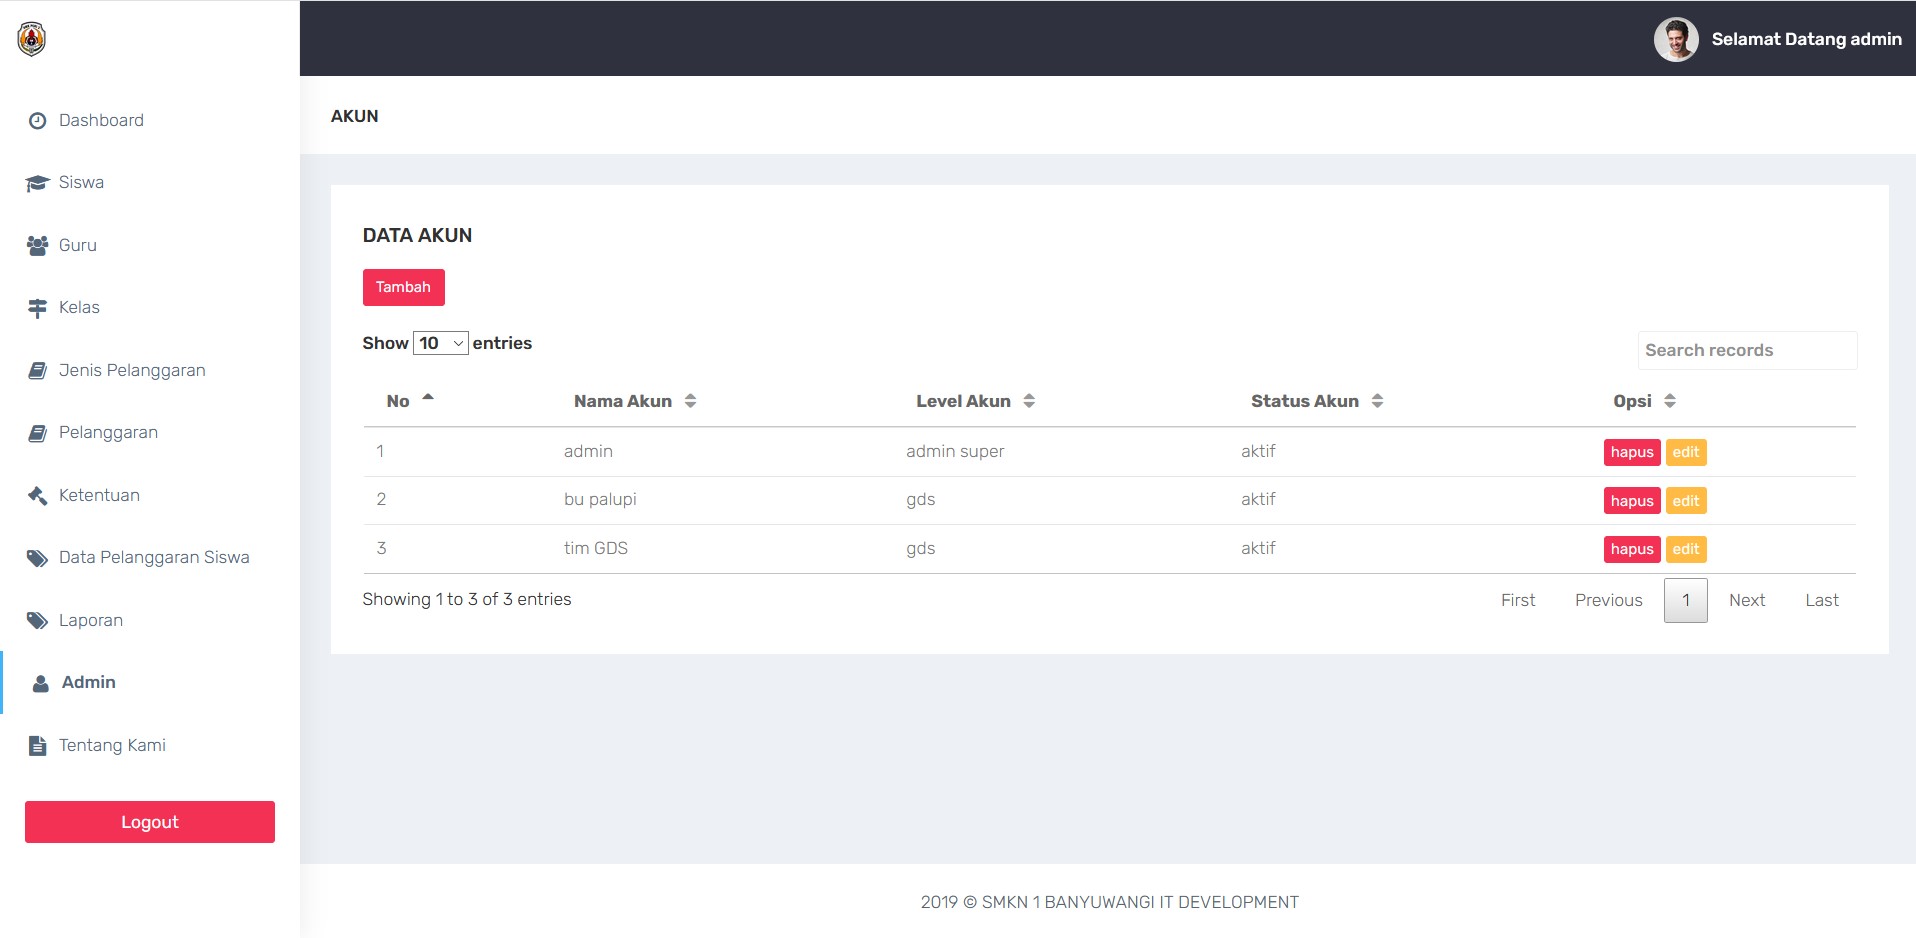 Selamat Datang admin
Dashboard
Siswa
Guru
Kelas
Jenis Pelanggaran
Pelanggaran
Ketentuan
Data Pelanggaran Siswa
Laporan
Admin
Tentang Kami
Logout
AKUN
DATA AKUN
Tambah
Show 10 entries
Search records
No Nama Akun Level Akun Status Akun Opsi
1 admin admin super aktif hapus edit
2 bu palupi gds aktif hapus edit
3 tim GDS gds aktif hapus edit
Showing 1 to 3 of 3 entries
First Previous 1 Next Last
2019 © SMKN 1 BANYUWANGI IT DEVELOPMENT